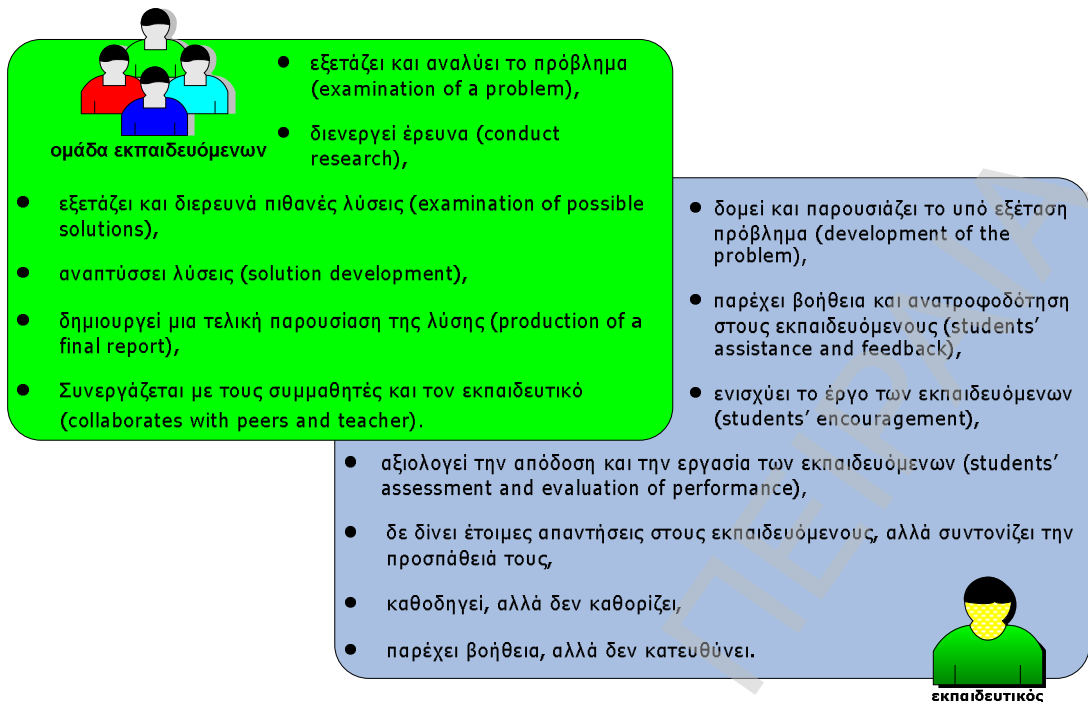 ομάδα εκπαιδευόμενων
● εξετάζει και αναλύει το πρόβλημα
(examination of a problem),
● διενεργεί έρευνα (conduct
research),
● εξετάζει και διερευνά πιθανές λύσεις (examination of possible
solutions),
● αναπτύσσει λύσεις (solution development),
● δημιουργεί μια τελική παρουσίαση της λύσης (production of a
final report),
● Συνεργάζεται με τους συμμαθητές και τον εκπαιδευτικό
(collaborates with peers and teacher).
● δομεί και παρουσιάζει το υπό εξέταση
πρόβλημα (development of the
problem),
● παρέχει βοήθεια και ανατροφοδότηση
στους εκπαιδευόμενους (students’
assistance and feedback),
● ενισχύει το έργο των εκπαιδευόμενων
(students’ encouragement),
● αξιολογεί την απόδοση και την εργασία των εκπαιδευόμενων (students’
assessment and evaluation of performance),
● δε δίνει έτοιμες απαντήσεις στους εκπαιδευόμενους, αλλά συντονίζει την
προσπάθειά τους,
● καθοδηγεί, αλλά δεν καθορίζει,
● παρέχει βοήθεια, αλλά δεν κατευθύνει.
εκπαιδευτικός
ΠΕΙΡΑΙΑ